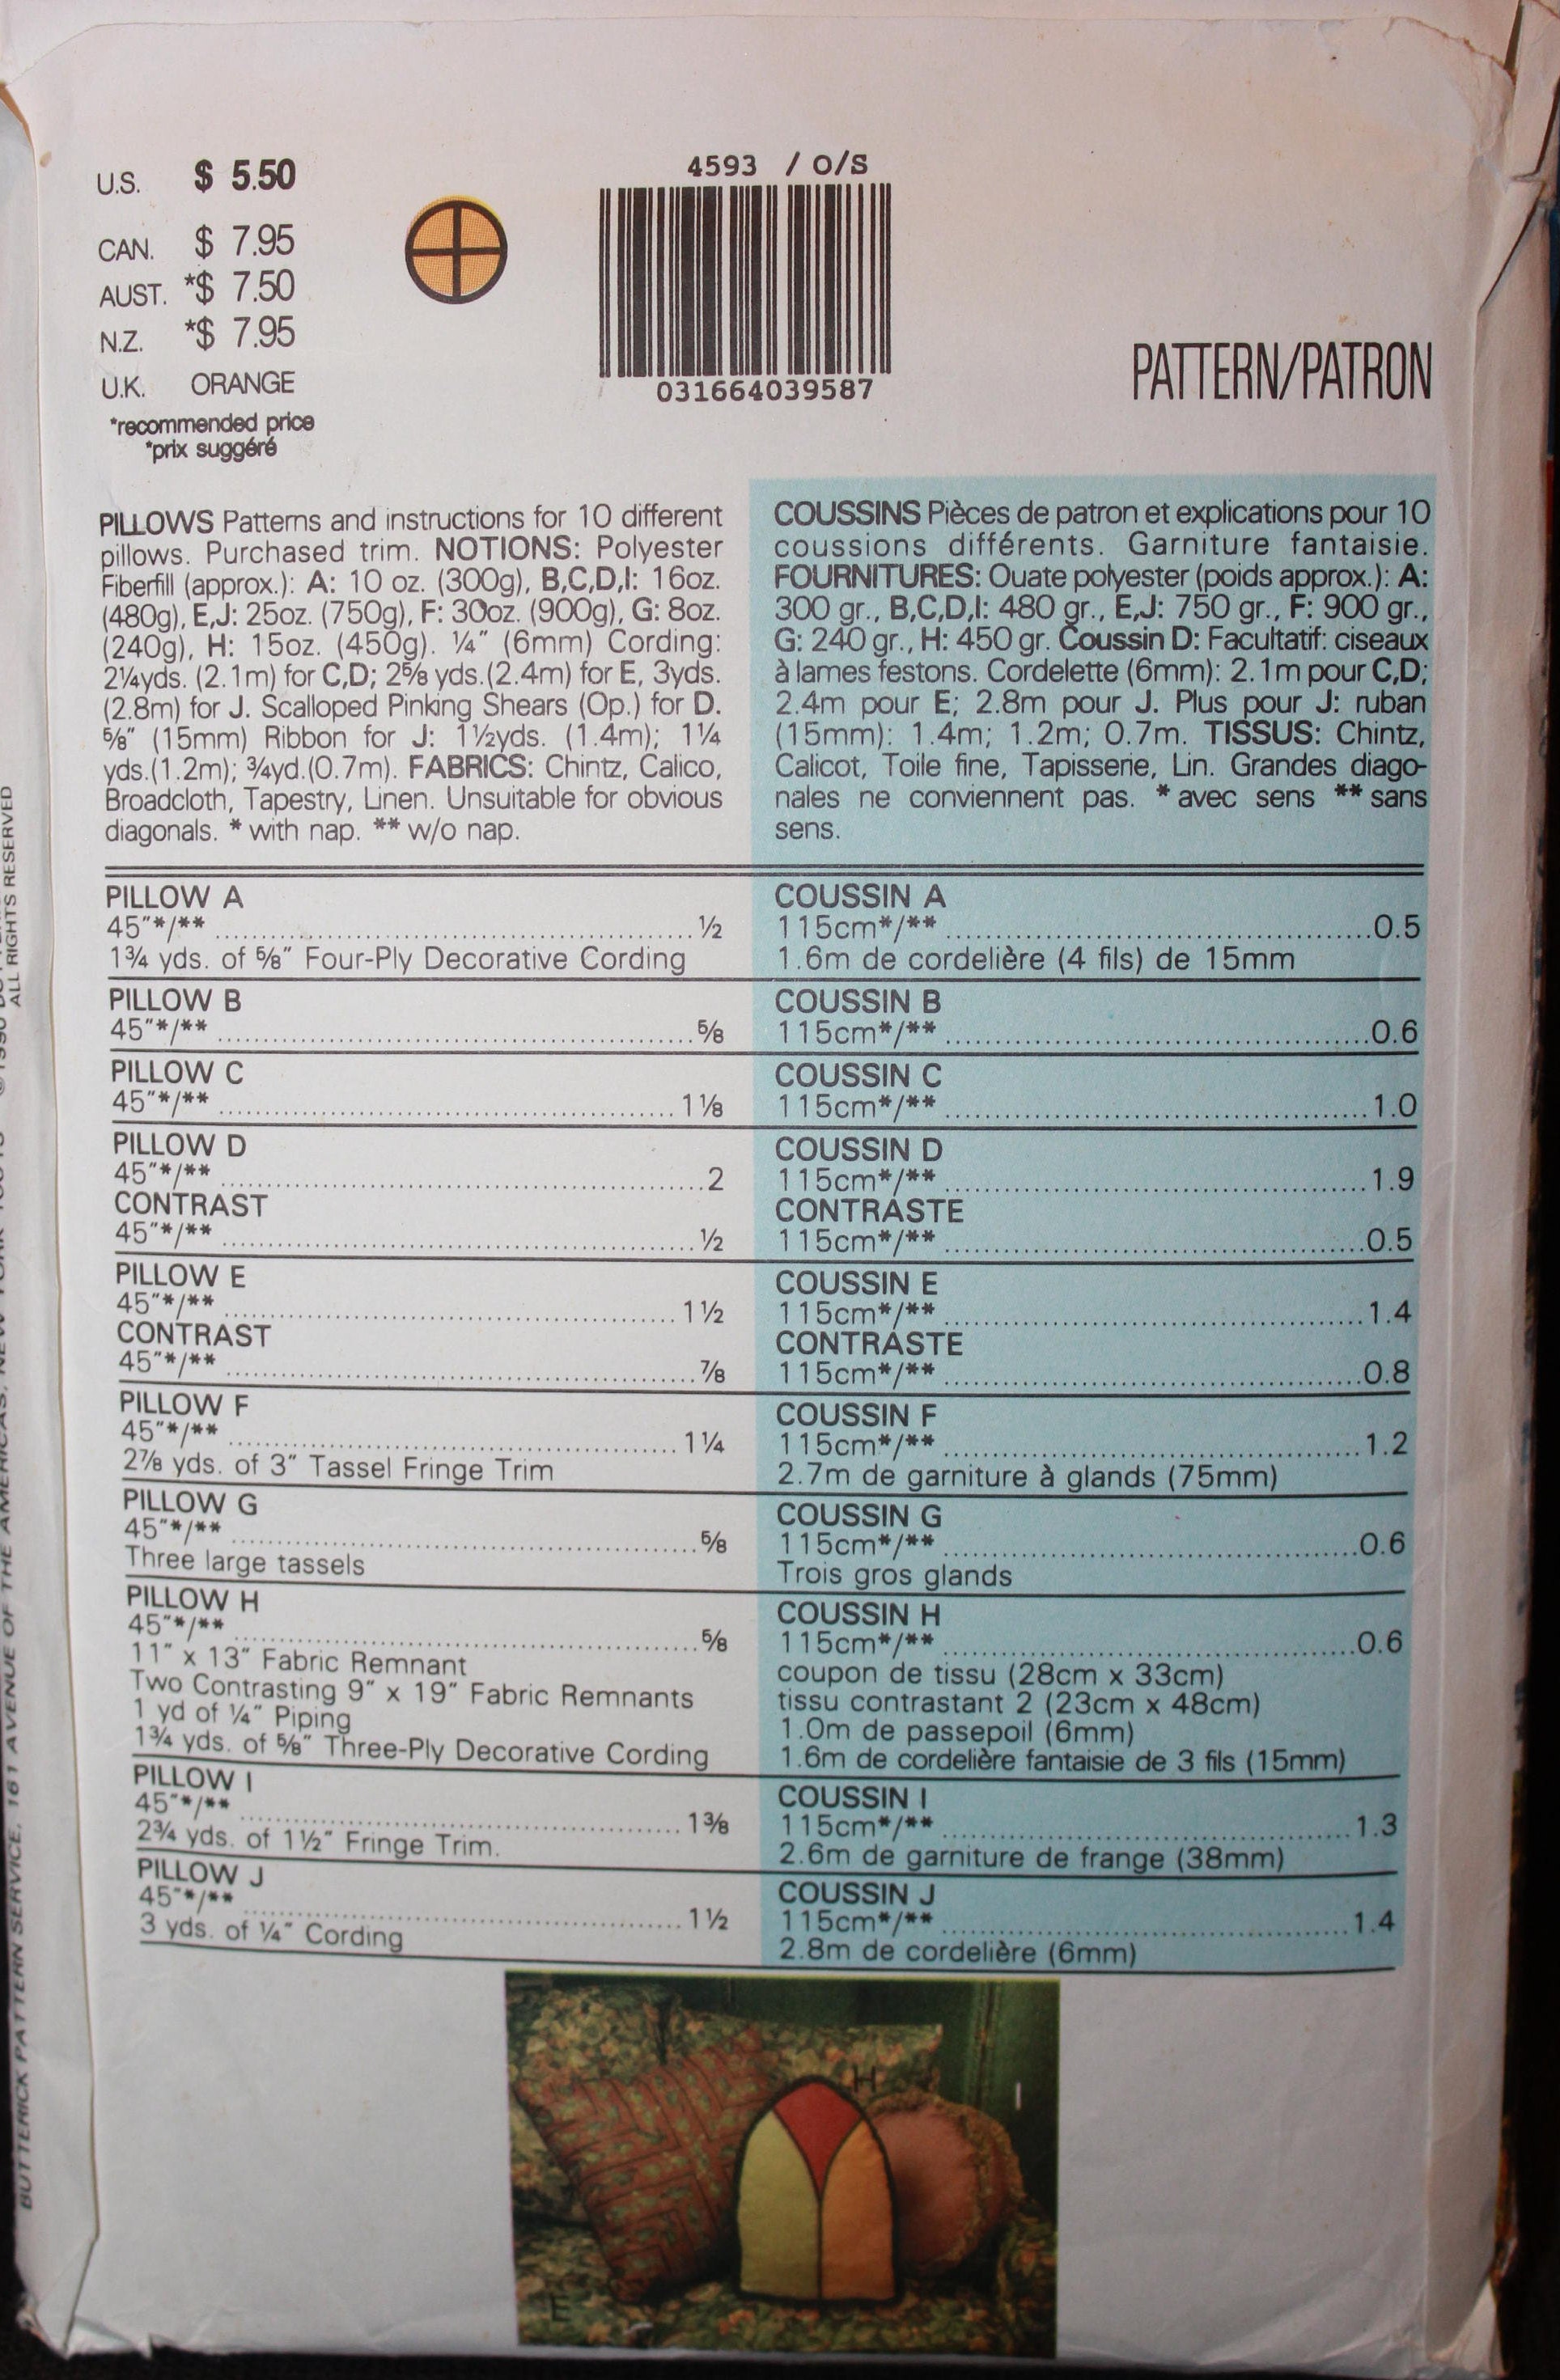 U.S. $ 5.50
CAN. $ 7.95
AUST. *$ 7.50
N.Z. *$ 7.95
U.K. ORANGE
*recommended price
*prix suggéré
4593 / O/S
031664039587
PATTERN/PATRON
PILLOWS Patterns and instructions for 10 different
pillows. Purchased trim. NOTIONS: Polyester
Fiberfill (approx.): A: 10 oz. (300g), B,C,D,I: 16oz.
(480g), E,J: 25oz. (750g), F: 30oz. (900g), G: 8oz.
(240g), H: 15oz. (450g). ¼" (6mm) Cording:
2¼yds. (2.1m) for C,D; 2⅝ yds.(2.4m) for E, 3yds.
(2.8m) for J. Scalloped Pinking Shears (Op.) for D.
⅝" (15mm) Ribbon for J: 1½yds. (1.4m); 1¼
yds.(1.2m); ¾yd.(0.7m). FABRICS: Chintz, Calico,
Broadcloth, Tapestry, Linen. Unsuitable for obvious
diagonals. * with nap. ** w/o nap.
COUSSINS Pièces de patron et explications pour 10
coussions différents. Garniture fantaisie.
FOURNITURES: Ouate polyester (poids approx.): A:
300 gr., B,C,D,I: 480 gr., E,J: 750 gr., F: 900 gr.,
G: 240 gr., H: 450 gr. Coussin D: Facultatif: ciseaux
à lames festons. Cordelette (6mm): 2.1m pour C,D;
2.4m pour E; 2.8m pour J. Plus pour J: ruban
(15mm): 1.4m; 1.2m; 0.7m. TISSUS: Chintz,
Calicot, Toile fine, Tapisserie, Lin. Grandes diago-
nales ne conviennent pas. * avec sens ** sans
sens.
PILLOW A
45"*/** ½
1¾ yds. of ⅝" Four-Ply Decorative Cording
PILLOW B
45"*/** ⅝
PILLOW C
45"*/** 1⅛
PILLOW D
45"*/** 2
CONTRAST
45"*/** ½
PILLOW E
45"*/** 1½
CONTRAST
45"*/** ⅞
PILLOW F
45"*/** 1¼
2⅞ yds. of 3" Tassel Fringe Trim
PILLOW G
45"*/** ⅝
Three large tassels
PILLOW H
45"*/** ⅝
11" x 13" Fabric Remnant
Two Contrasting 9" x 19" Fabric Remnants
1 yd of ¼" Piping
1¾ yds. of ⅝" Three-Ply Decorative Cording
PILLOW I
45"*/** 1⅜
2¾ yds. of 1½" Fringe Trim.
PILLOW J
45"*/** 1½
3 yds. of ¼" Cording
COUSSIN A
115cm*/** 0.5
1.6m de cordelière (4 fils) de 15mm
COUSSIN B
115cm*/** 0.6
COUSSIN C
115cm*/** 1.0
COUSSIN D
115cm*/** 1.9
CONTRASTE
115cm*/** 0.5
COUSSIN E
115cm*/** 1.4
CONTRASTE
115cm*/** 0.8
COUSSIN F
115cm*/** 1.2
2.7m de garniture à glands (75mm)
COUSSIN G
115cm*/** 0.6
Trois gros glands
COUSSIN H
115cm*/** 0.6
coupon de tissu (28cm x 33cm)
tissu contrastant 2 (23cm x 48cm)
1.0m de passepoil (6mm)
1.6m de cordelière fantaisie de 3 fils (15mm)
COUSSIN I
115cm*/** 1.3
2.6m de garniture de frange (38mm)
COUSSIN J
115cm*/** 1.4
2.8m de cordelière (6mm)
H
I
E
BUTTERICK PATTERN SERVICE, 161 AVENUE OF THE AMERICAS, NEW YORK
ALL RIGHTS RESERVED